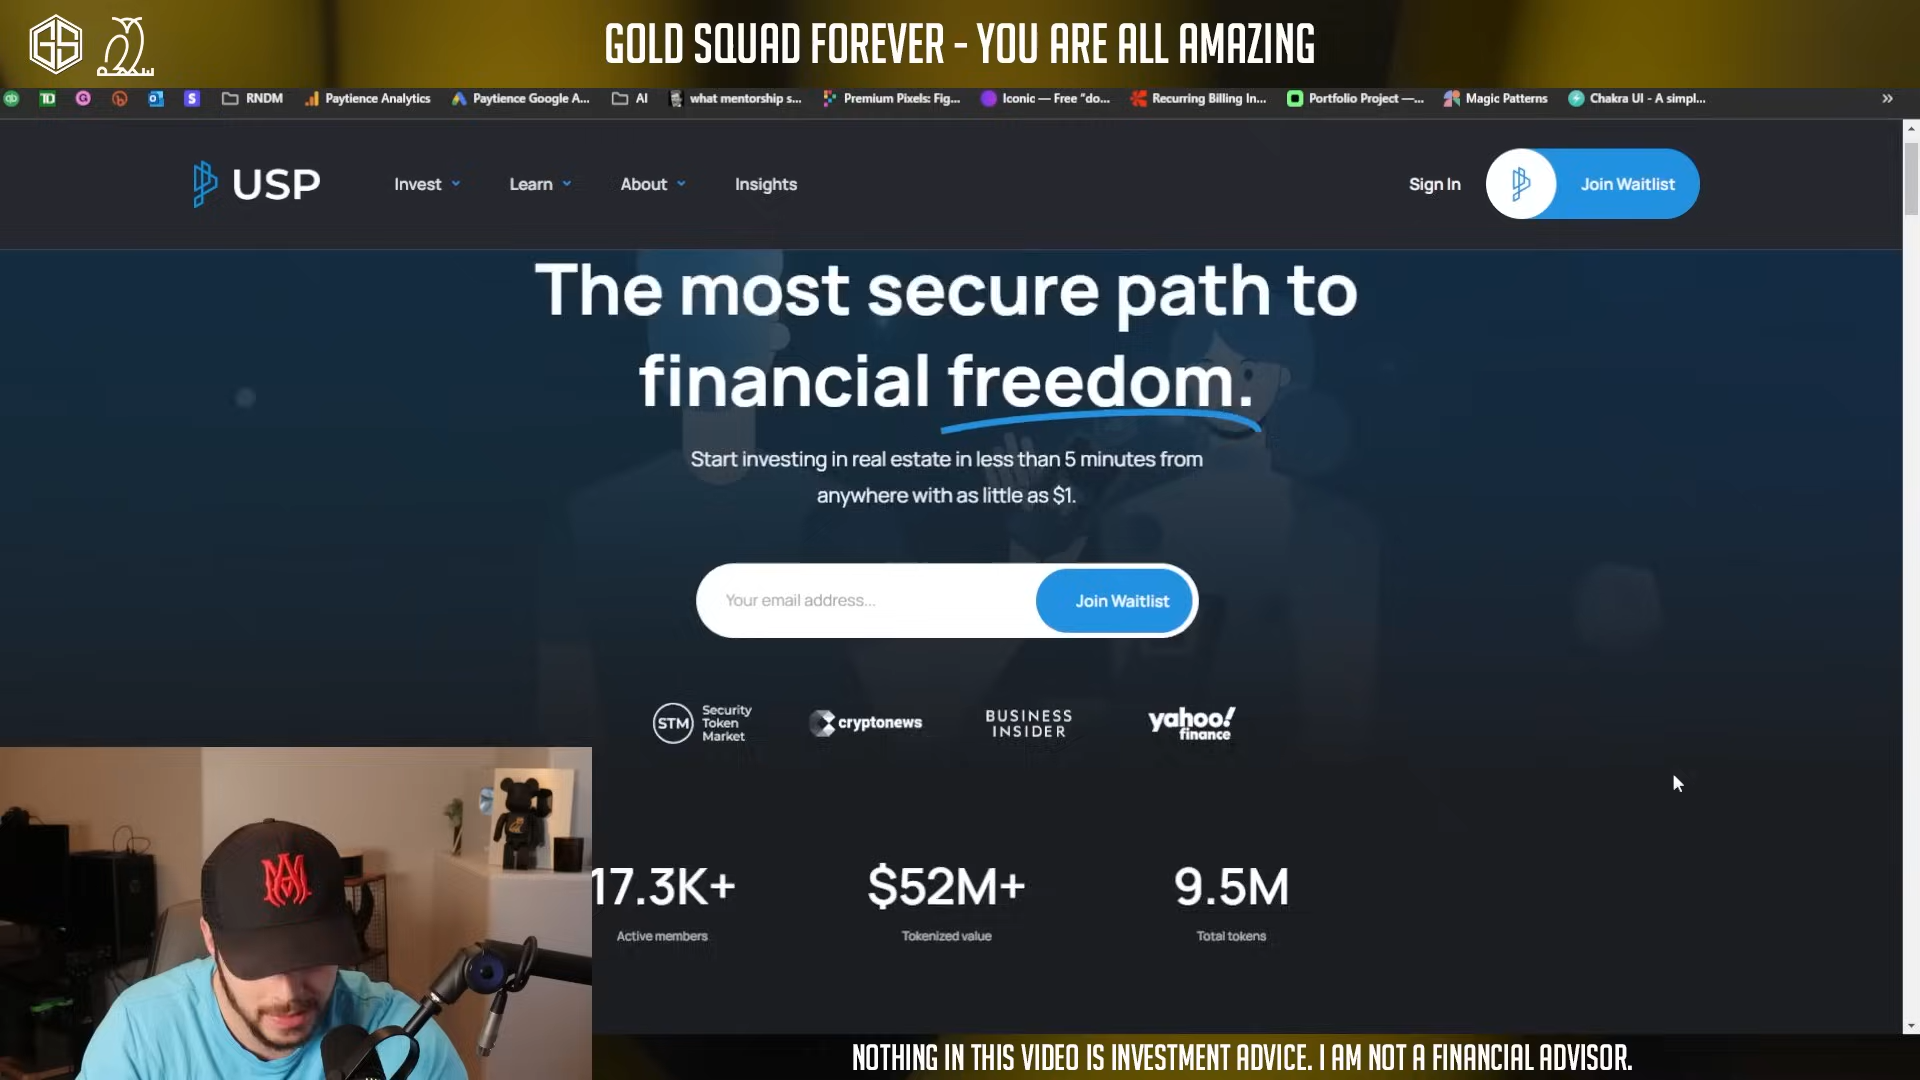 GOLD SQUAD FOREVER - YOU ARE ALL AMAZING
GS
TD
S
RNDM
Paytience Analytics
Paytience Google A...
AI
what mentorship s...
Premium Pixels: Fig...
Iconic — Free "do...
Recurring Billing In...
Portfolio Project —...
Magic Patterns
Chakra UI - A simpl...
»
USP
Invest
Learn
About
Insights
Sign In
Join Waitlist
The most secure path to
financial freedom.
Start investing in real estate in less than 5 minutes from
anywhere with as little as $1.
Your email address...
Join Waitlist
STM
Security
Token
Market
cryptonews
BUSINESS
INSIDER
yahoo!
finance
17.3K+
$52M+
9.5M
Active members
Tokenized value
Total tokens
NOTHING IN THIS VIDEO IS INVESTMENT ADVICE. I AM NOT A FINANCIAL ADVISOR.